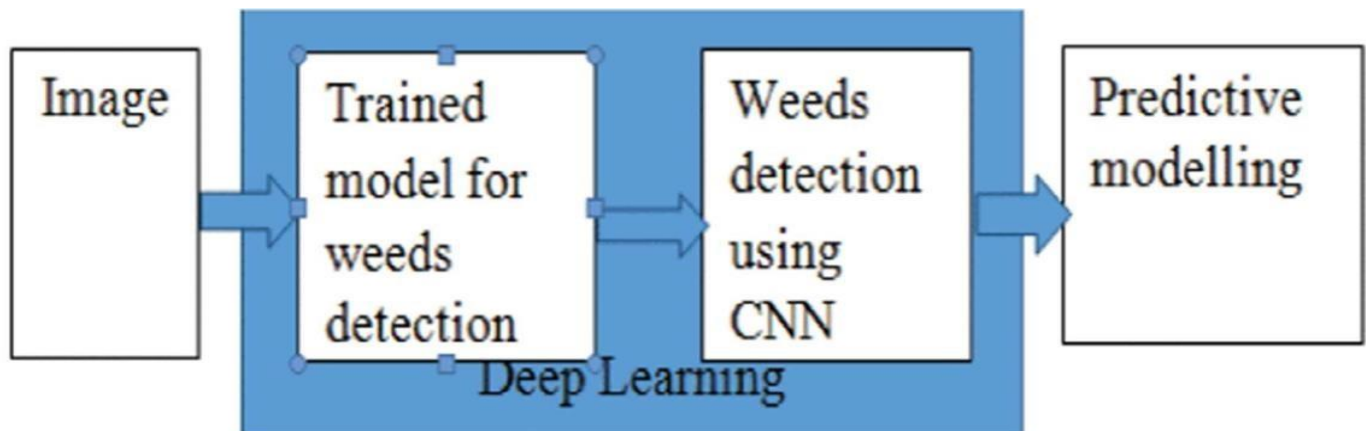 Image
Trained
model for
weeds
detection
Weeds
detection
using
CNN
Predictive
modelling
Deep Learning